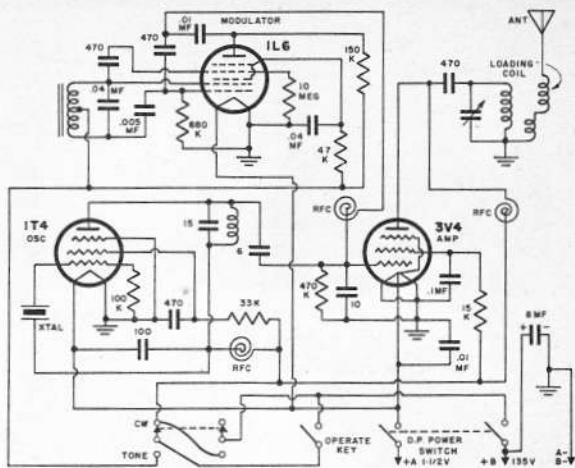 .01
MF
MODULATOR
1L6
ANT
470
470
150
K
470
LOADING
COIL
.04
MF
10
MEG
.005
MF
680
K
.04
MF
47
K
RFC
RFC
1T4
OSC
15
3V4
AMP
6
100
K
470
33K
470
K
10
.1MF
15
K
XTAL
100
RFC
.01
MF
8 MF
+ -
CW
TONE
OPERATE
KEY
D.P. POWER
SWITCH
+A 1-1/2V
+B 135V
A-
B-